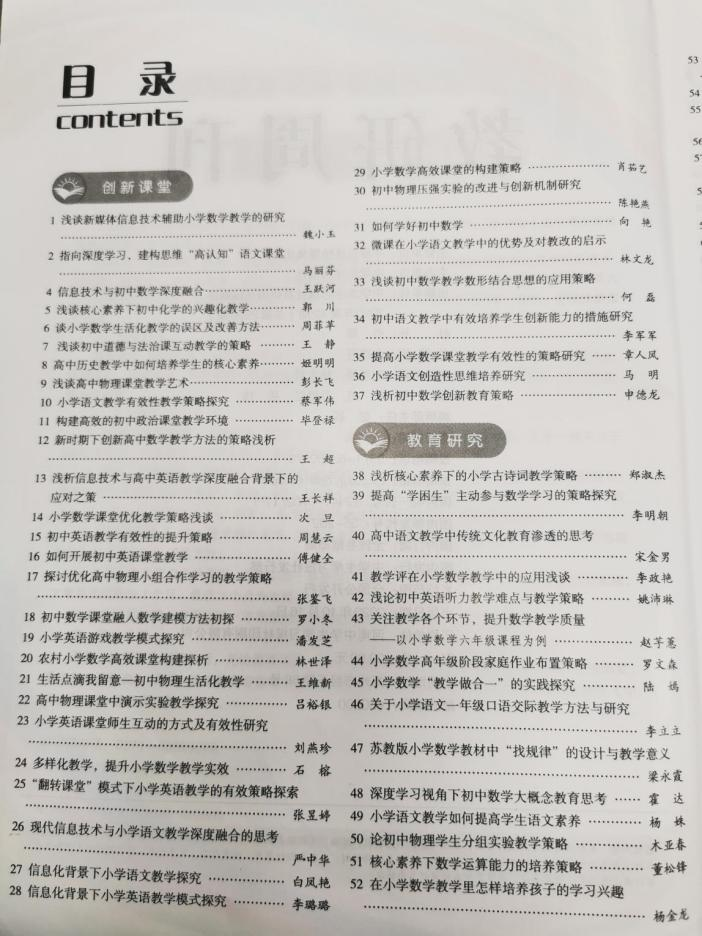 目 录
contents
创新课堂
1 浅谈新媒体信息技术辅助小学数学教学的研究
魏小玉
2 指向深度学习、建构思维“高认知”语文课堂
马丽芬
4 信息技术与初中数学深度融合 王跃河
5 浅谈核心素养下初中化学的兴趣化教学 郭 川
6 谈小学数学生活化教学的误区及改善方法 周菲苹
7 浅谈初中道德与法治课互动教学的策略 王 静
8 高中历史教学中如何培养学生的核心素养 姬明明
9 浅谈高中物理课堂教学艺术 彭长飞
10 小学语文教学有效性教学策略探究 蔡军伟
11 构建高效的初中政治课堂教学环境 毕登禄
12 新时期下创新高中数学教学方法的策略浅析
王 超
13 浅析信息技术与高中英语教学深度融合背景下的
应对之策 王长祥
14 小学数学课堂优化教学策略浅谈 次 旦
15 初中英语教学有效性的提升策略 周慧云
16 如何开展初中英语课堂教学 傅健全
17 探讨优化高中物理小组合作学习的教学策略
张鉴飞
18 初中数学课堂融入数学建模方法初探 罗小冬
19 小学英语游戏教学模式探究 潘发芝
20 农村小学数学高效课堂构建探析 林世泽
21 生活点滴我留意—初中物理生活化教学 王维新
22 高中物理课堂中演示实验教学探究 吕裕银
23 小学英语课堂师生互动的方式及有效性研究
刘燕珍
24 多样化教学，提升小学数学教学实效 石 榕
25 “翻转课堂”模式下小学英语教学的有效策略探索
张昱婷
26 现代信息技术与小学语文教学深度融合的思考
严中华
27 信息化背景下小学语文教学探究 白凤艳
28 信息化背景下小学英语教学模式探究 李璐璐
29 小学数学高效课堂的构建策略 肖茹艺
30 初中物理压强实验的改进与创新机制研究
陈艳燕
31 如何学好初中数学 向 艳
32 微课在小学语文教学中的优势及对教改的启示
林文龙
33 浅谈初中数学教学数形结合思想的应用策略
何 磊
34 初中语文教学中有效培养学生创新能力的措施研究
李军军
35 提高小学数学课堂教学有效性的策略研究 章人凤
36 小学语文创造性思维培养研究 马 明
37 浅析初中数学创新教育策略 申德龙
教育研究
38 浅析核心素养下的小学古诗词教学策略 郑淑杰
39 提高“学困生”主动参与数学学习的策略探究
李明朝
40 高中语文教学中传统文化教育渗透的思考
宋金男
41 教学评在小学数学教学中的应用浅谈 李政艳
42 浅论初中英语听力教学难点与教学策略 姚沛琳
43 关注教学各个环节，提升数学教学质量
——以小学数学六年级课程为例 赵芋蒽
44 小学数学高年级阶段家庭作业布置策略 罗文森
45 小学数学“教学做合一”的实践探究 陆 嫣
46 关于小学语文一年级口语交际教学方法与研究
李立立
47 苏教版小学数学教材中“找规律”的设计与教学意义
梁永霞
48 深度学习视角下初中数学大概念教育思考 霍 达
49 小学语文教学如何提高学生语文素养 杨 姝
50 论初中物理学生分组实验教学策略 木亚春
51 核心素养下数学运算能力的培养策略 董松锋
52 在小学数学教学里怎样培养孩子的学习兴趣
杨金龙
53
54
55
56